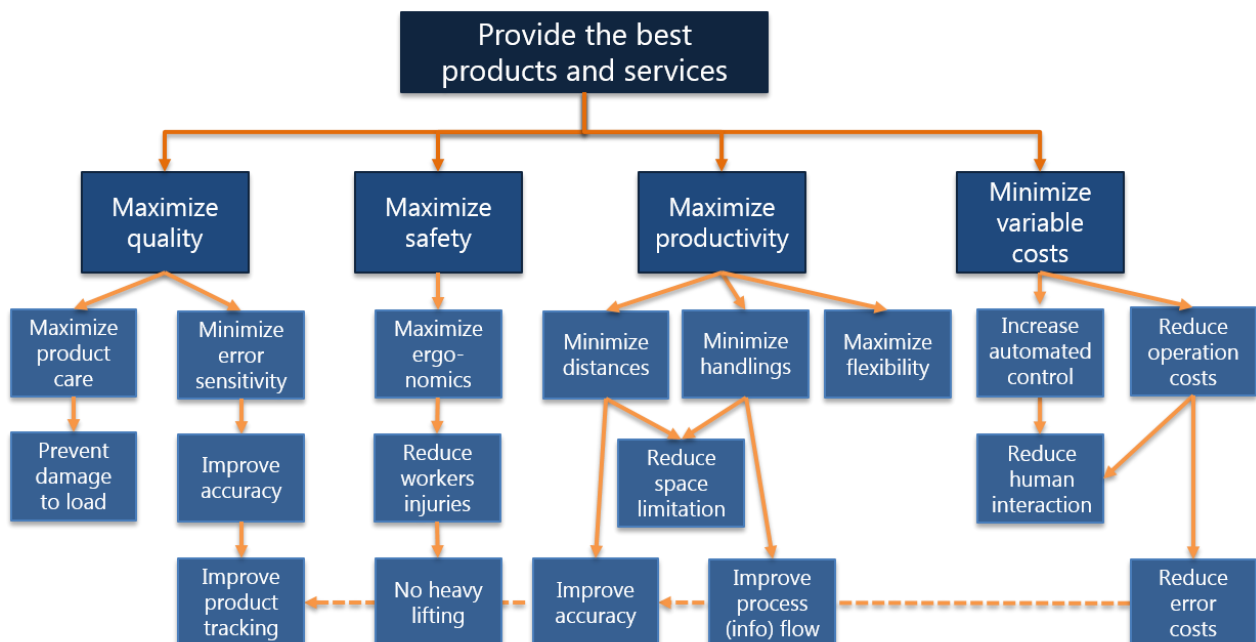 Provide the best
products and services
Maximize
quality
Maximize
safety
Maximize
productivity
Minimize
variable
costs
Maximize
product
care
Minimize
error
sensitivity
Maximize
ergo-
nomics
Minimize
distances
Minimize
handlings
Maximize
flexibility
Increase
automated
control
Reduce
operation
costs
Prevent
damage
to load
Improve
accuracy
Reduce
workers
injuries
Reduce
space
limitation
Reduce
human
interaction
Improve
product
tracking
No heavy
lifting
Improve
accuracy
Improve
process
(info) flow
Reduce
error
costs